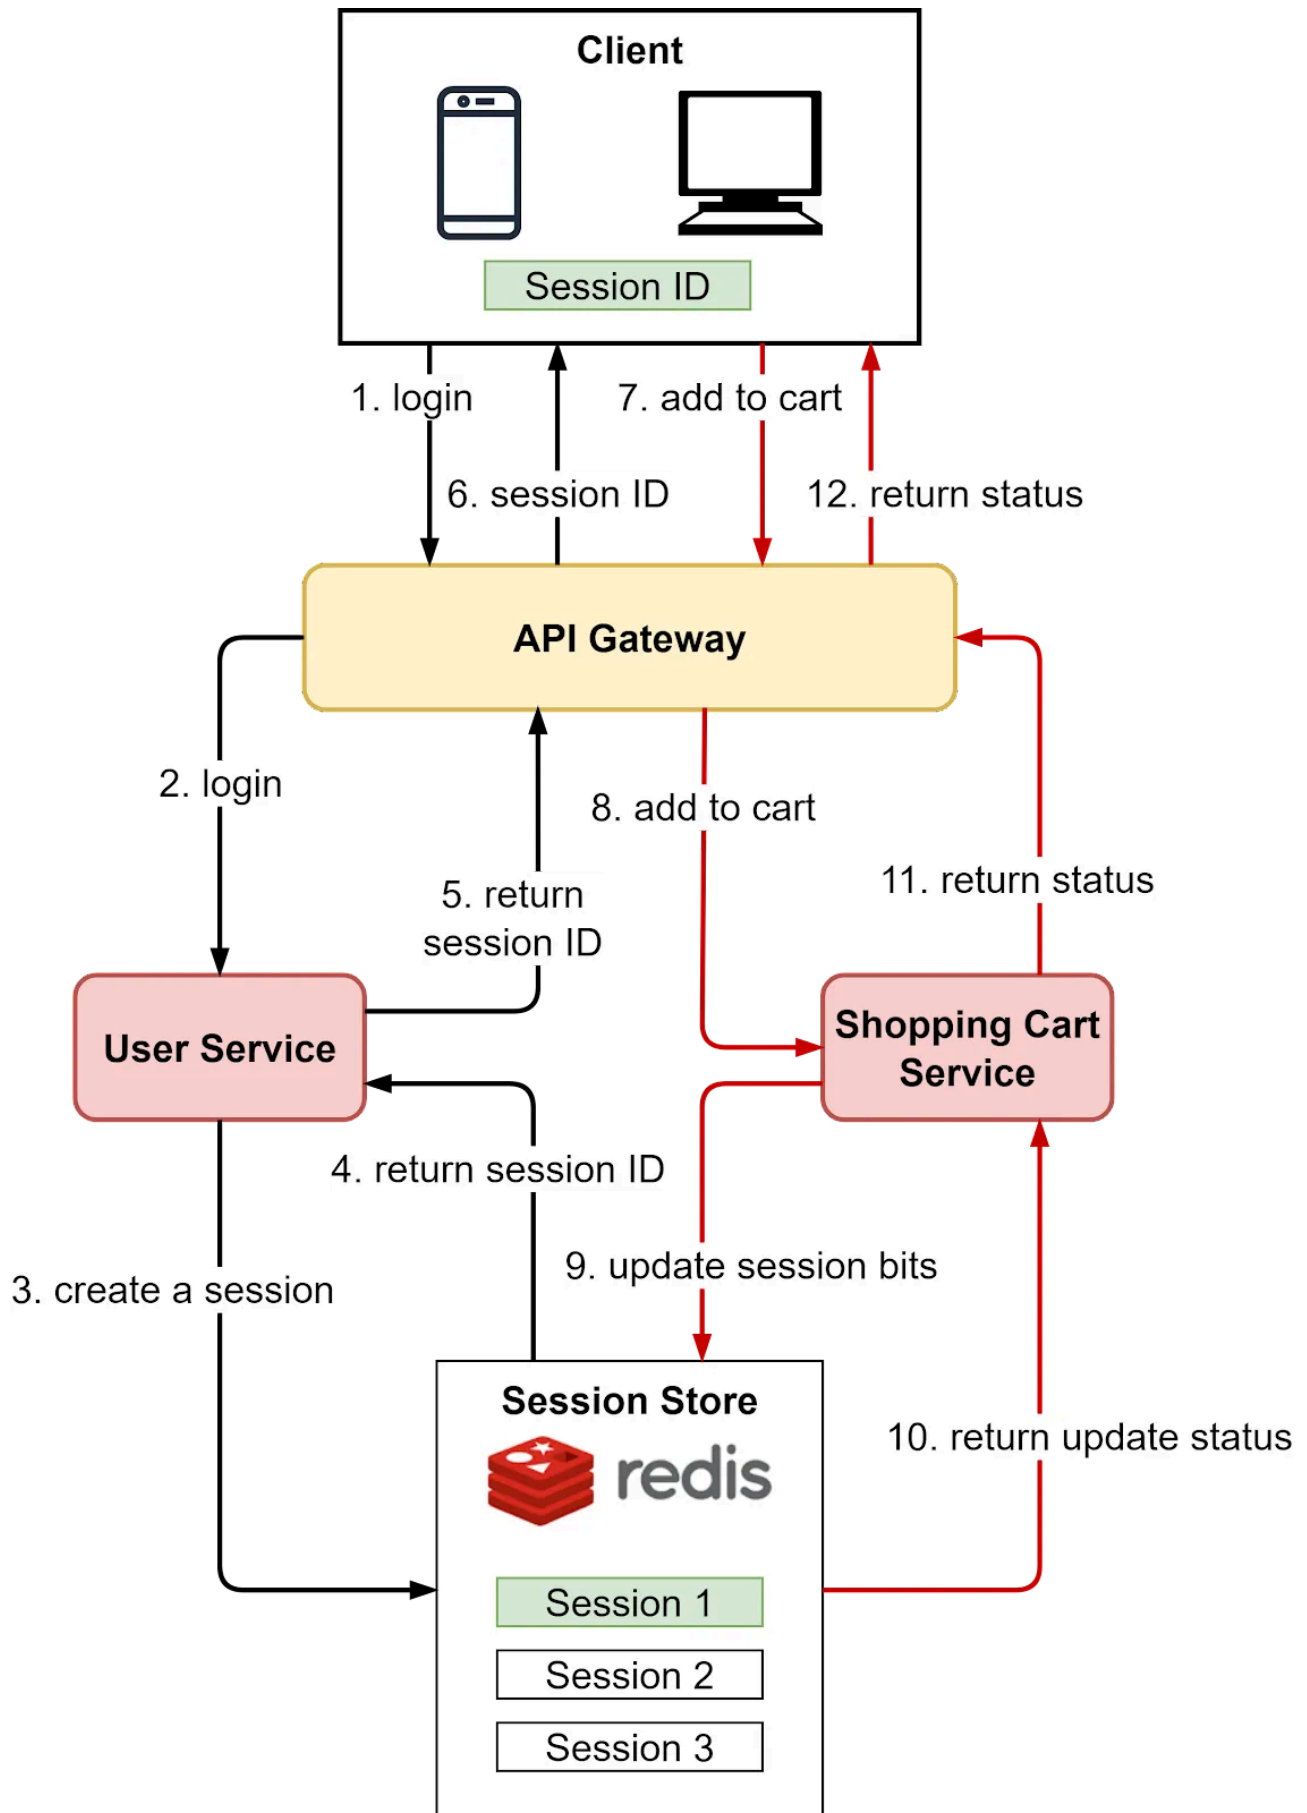 Client
Session ID
1. login
7. add to cart
6. session ID
12. return status
API Gateway
2. login
8. add to cart
5. return
session ID
11. return status
User Service
Shopping Cart
Service
4. return session ID
9. update session bits
3. create a session
Session Store
redis
10. return update status
Session 1
Session 2
Session 3